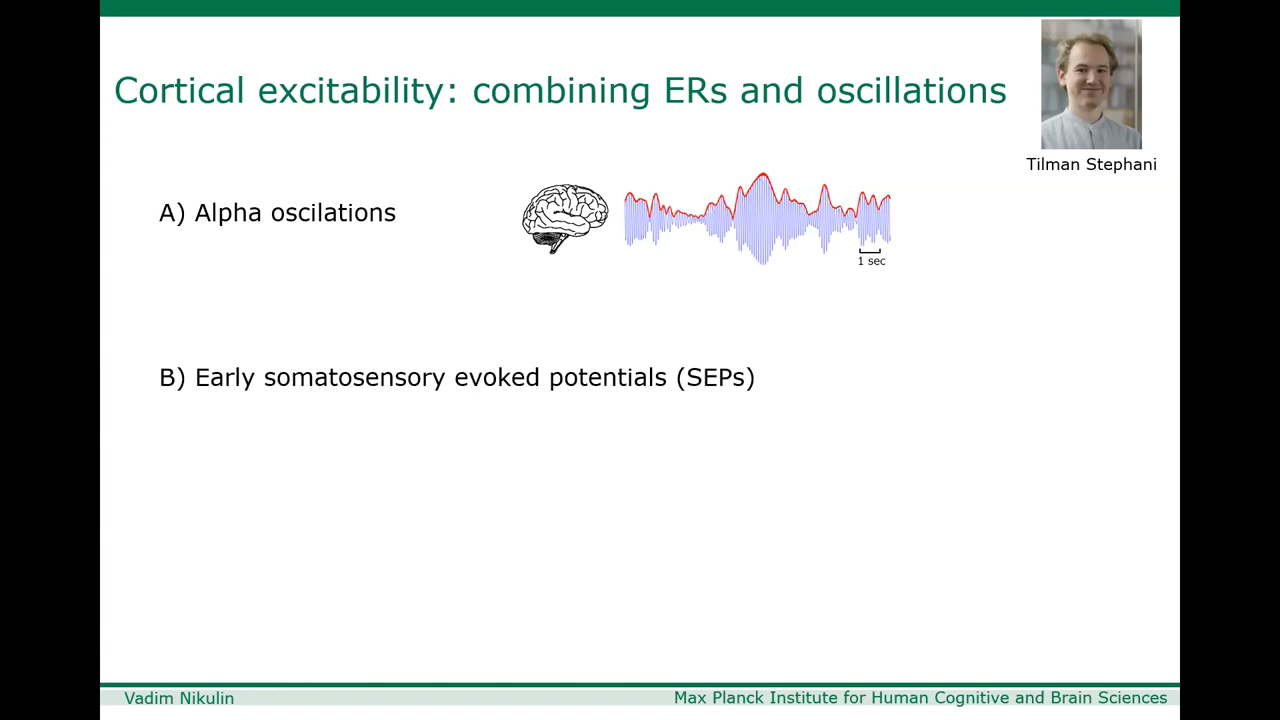 Cortical excitability: combining ERs and oscillations
Tilman Stephani
A) Alpha oscilations
1 sec
B) Early somatosensory evoked potentials (SEPs)
Vadim Nikulin
Max Planck Institute for Human Cognitive and Brain Sciences